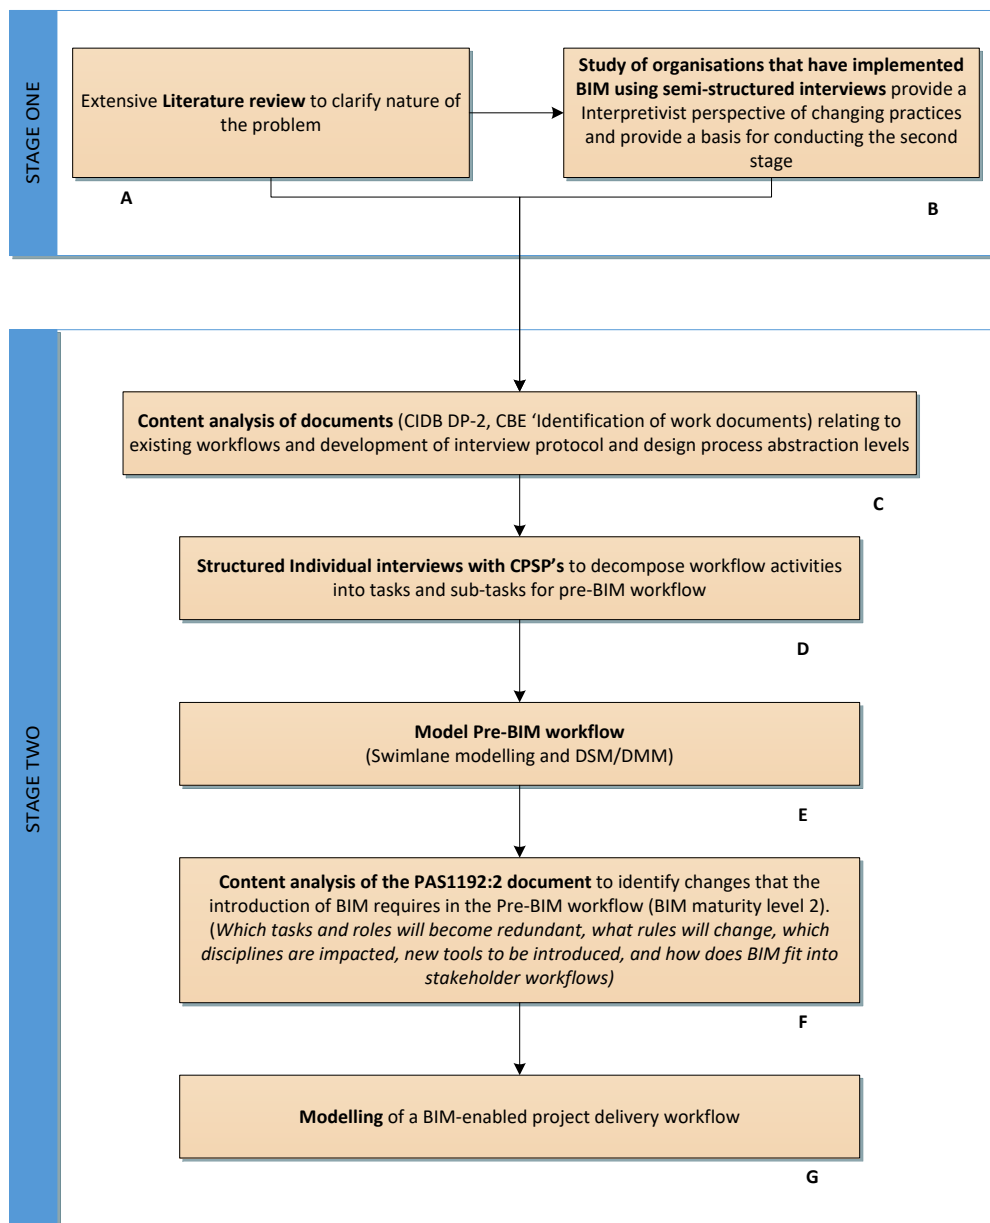 STAGE ONE
Extensive Literature review to clarify nature of
the problem
A
Study of organisations that have implemented
BIM using semi-structured interviews provide a
Interpretivist perspective of changing practices
and provide a basis for conducting the second
stage
B
STAGE TWO
Content analysis of documents (CIDB DP-2, CBE ‘Identification of work documents) relating to
existing workflows and development of interview protocol and design process abstraction levels
C
Structured Individual interviews with CPSP's to decompose workflow activities
into tasks and sub-tasks for pre-BIM workflow
D
Model Pre-BIM workflow
(Swimlane modelling and DSM/DMM)
E
Content analysis of the PAS1192:2 document to identify changes that the
introduction of BIM requires in the Pre-BIM workflow (BIM maturity level 2).
(Which tasks and roles will become redundant, what rules will change, which
disciplines are impacted, new tools to be introduced, and how does BIM fit into
stakeholder workflows)
F
Modelling of a BIM-enabled project delivery workflow
G